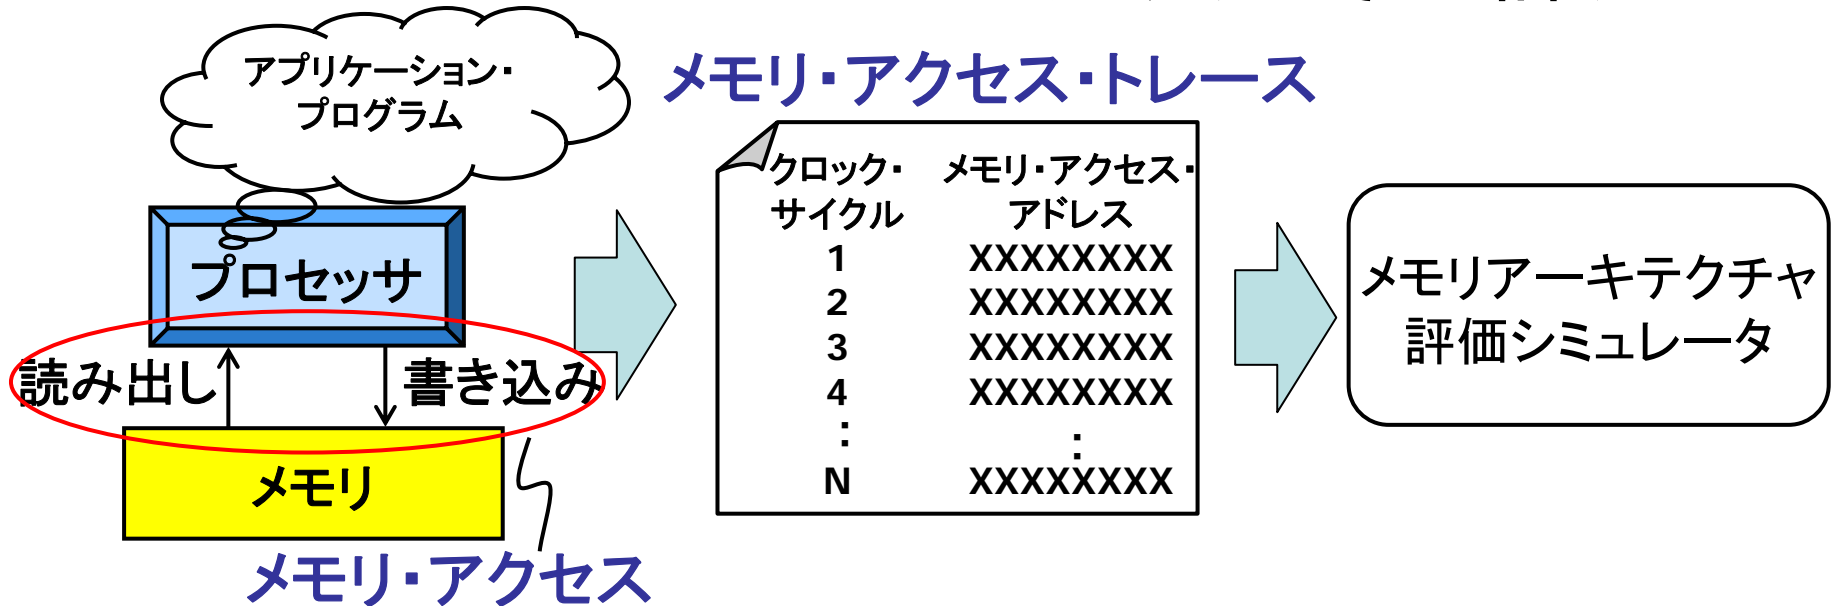 アプリケーション・
プログラム
プロセッサ
読み出し
書き込み
メモリ
メモリ・アクセス
メモリ・アクセス・トレース
クロック・ メモリ・アクセス・
サイクル アドレス
1 XXXXXXXX
2 XXXXXXXX
3 XXXXXXXX
4 XXXXXXXX
: :
N XXXXXXXX
メモリアーキテクチャ
評価シミュレータ